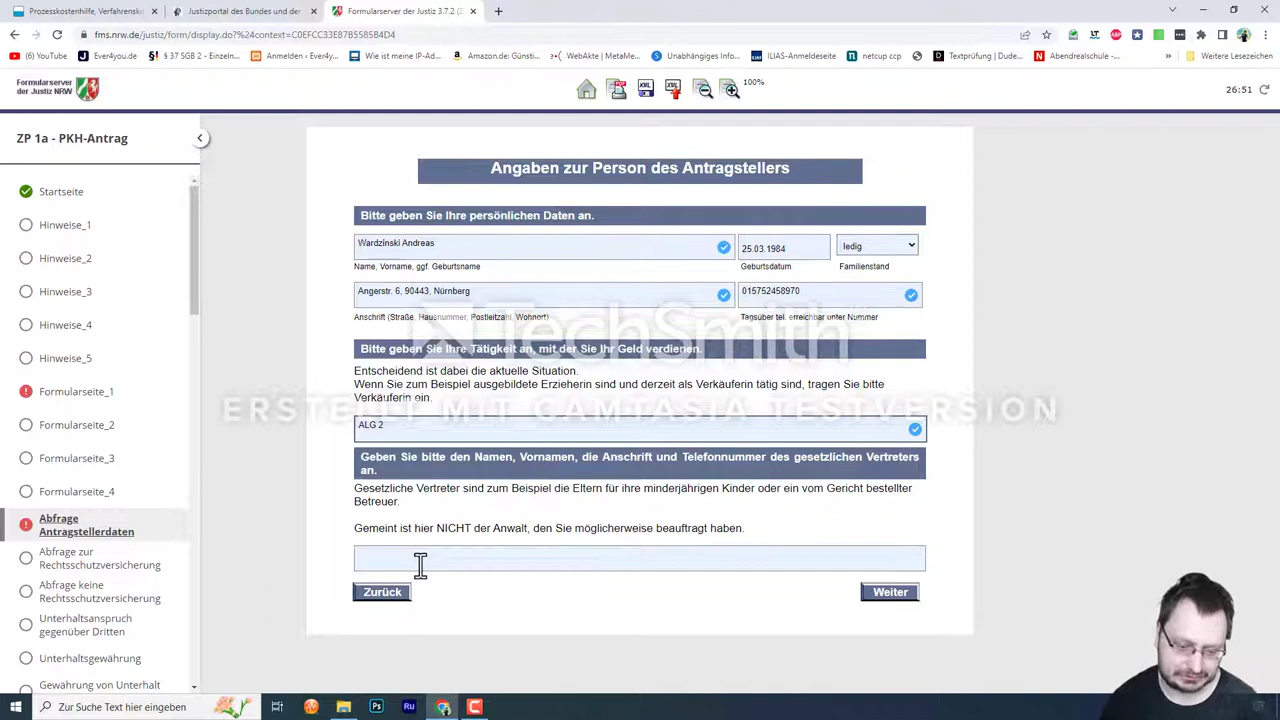 Prozesskostenhilfe, Verfahrenskc
Justizportal des Bundes und der
Formularserver der Justiz 3.7.2 (
fms.nrw.de/justiz/form/display.do?%24context=C0EFCC33E87B5585B4D4
(6) YouTube
Ever4you.de
§ 37 SGB 2 - Einzeln...
Anmelden ‹ Ever4y...
Wie ist meine IP-Ad...
Amazon.de: Günsti...
WebAkte | MetaMe...
Unabhängiges Infor...
ILIAS-Anmeldeseite
netcup ccp
Textprüfung | Dude...
Abendrealschule -...
Weitere Lesezeichen
Formularserver
der Justiz NRW
100%
26:51
ZP 1a - PKH-Antrag
Startseite
Hinweise_1
Hinweise_2
Hinweise_3
Hinweise_4
Hinweise_5
Formularseite_1
Formularseite_2
Formularseite_3
Formularseite_4
Abfrage
Antragstellerdaten
Abfrage zur
Rechtsschutzversicherung
Abfrage keine
Rechtsschutzversicherung
Unterhaltsanspruch
gegenüber Dritten
Unterhaltsgewährung
Gewährung von Unterhalt
Angaben zur Person des Antragstellers
Bitte geben Sie Ihre persönlichen Daten an.
Wardzinski Andreas
25.03.1984
ledig
Name, Vorname, ggf. Geburtsname
Geburtsdatum
Familienstand
Angerstr. 6, 90443, Nürnberg
015752458970
Anschrift (Straße, Hausnummer, Postleitzahl, Wohnort)
Tagsüber tel. erreichbar unter Nummer
TechSmith
Bitte geben Sie Ihre Tätigkeit an, mit der Sie Ihr Geld verdienen.
Entscheidend ist dabei die aktuelle Situation.
Wenn Sie zum Beispiel ausgebildete Erzieherin sind und derzeit als Verkäuferin tätig sind, tragen Sie bitte
Verkäuferin ein.
ERSTELLT MIT CAMTASIA TESTVERSION
ALG 2
Geben Sie bitte den Namen, Vornamen, die Anschrift und Telefonnummer des gesetzlichen Vertreters
an.
Gesetzliche Vertreter sind zum Beispiel die Eltern für ihre minderjährigen Kinder oder ein vom Gericht bestellter
Betreuer.
Gemeint ist hier NICHT der Anwalt, den Sie möglicherweise beauftragt haben.
Zurück
Weiter
Zur Suche Text hier eingeben